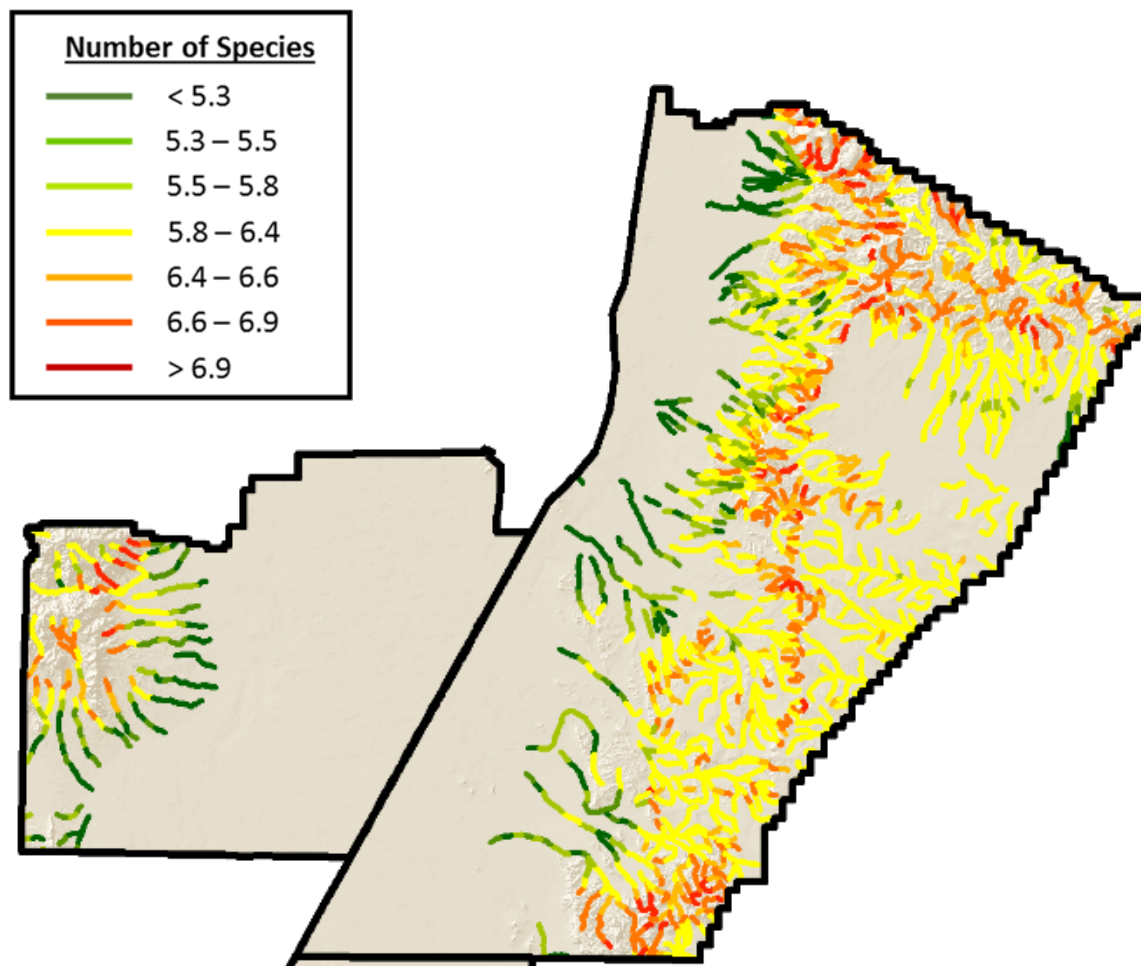 Number of Species
< 5.3
5.3 – 5.5
5.5 – 5.8
5.8 – 6.4
6.4 – 6.6
6.6 – 6.9
> 6.9